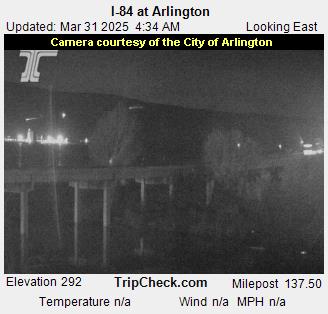 I-84 at Arlington
Updated: Mar 31 2025 4:34 AM Looking East
Camera courtesy of the City of Arlington
Elevation 292 TripCheck.com Milepost 137.50
Temperature n/a Wind n/a MPH n/a